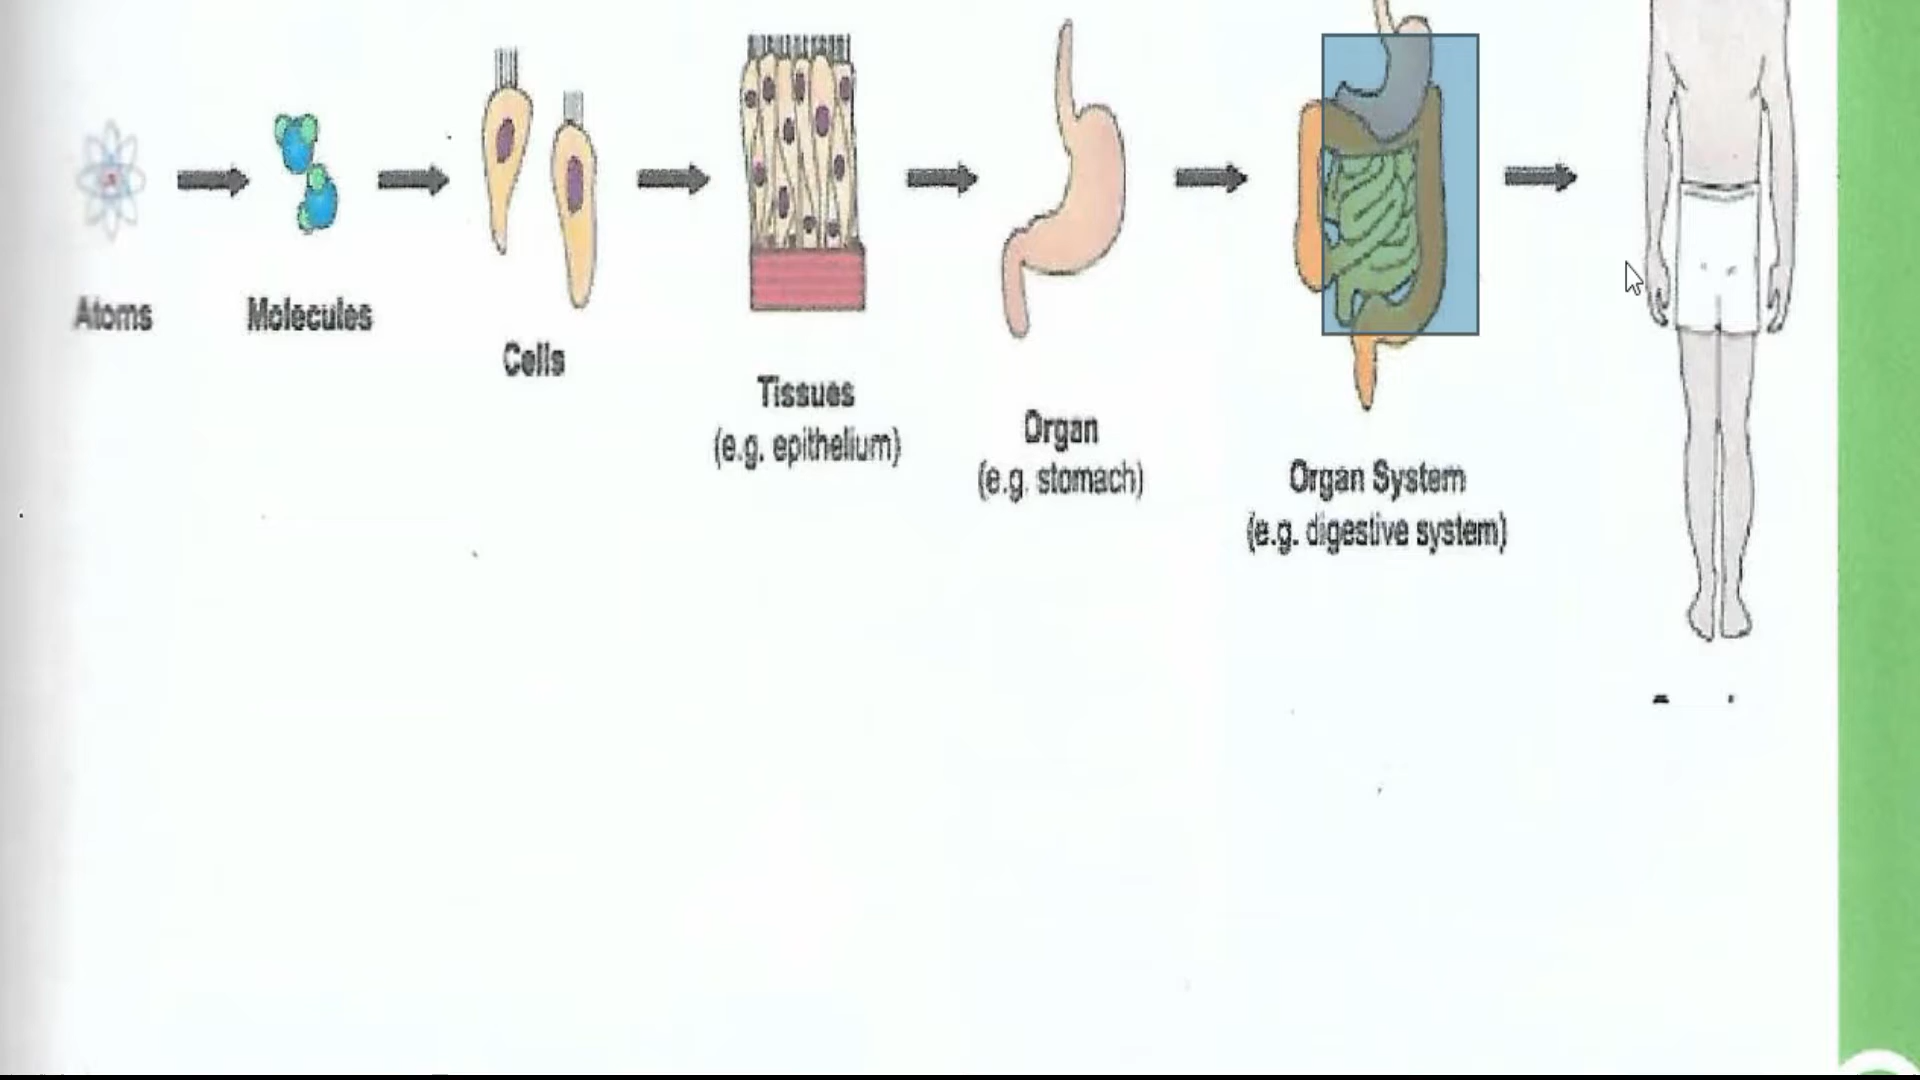 Atoms
Molecules
Cells
Tissues
(e.g. epithelium)
Organ
(e.g. stomach)
Organ System
(e.g. digestive system)